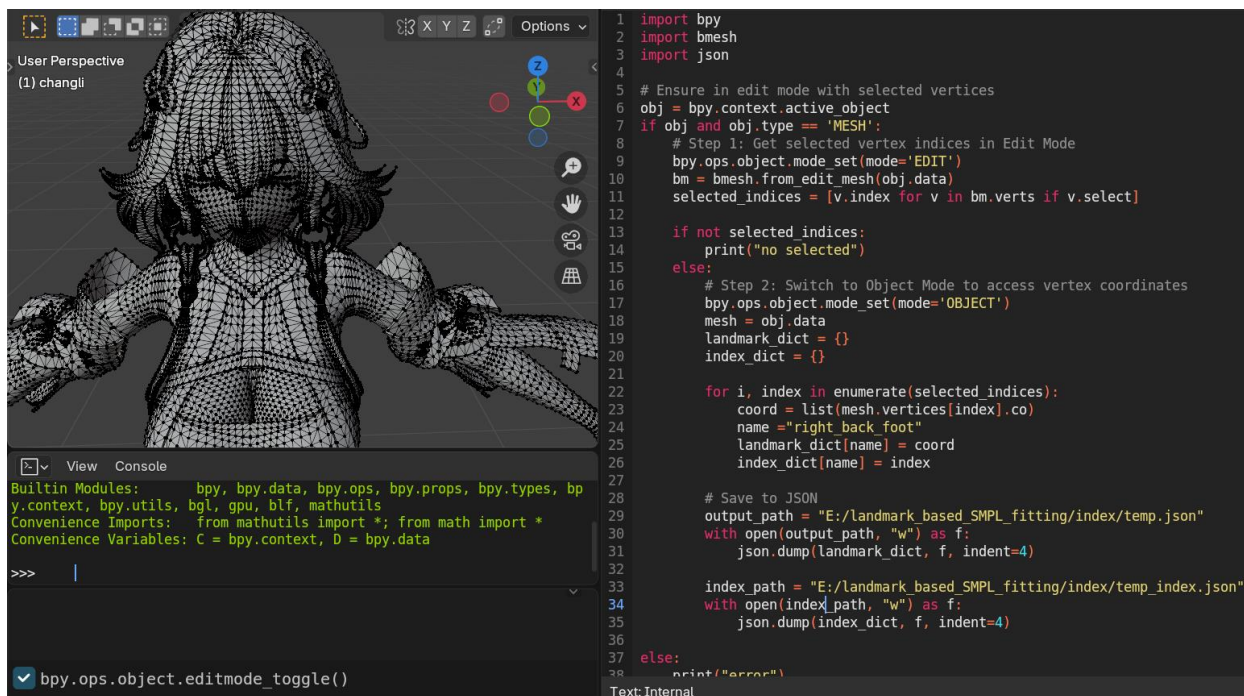 X Y Z
Options
User Perspective
(1) changli
Z
Y
X
View Console
Builtin Modules:       bpy, bpy.data, bpy.ops, bpy.props, bpy.types, bp
y.context, bpy.utils, bgl, gpu, blf, mathutils
Convenience Imports:   from mathutils import *; from math import *
Convenience Variables: C = bpy.context, D = bpy.data
>>>
bpy.ops.object.editmode_toggle()
1 import bpy
2 import bmesh
3 import json
4
5 # Ensure in edit mode with selected vertices
6 obj = bpy.context.active_object
7 if obj and obj.type == 'MESH':
8     # Step 1: Get selected vertex indices in Edit Mode
9     bpy.ops.object.mode_set(mode='EDIT')
10     bm = bmesh.from_edit_mesh(obj.data)
11     selected_indices = [v.index for v in bm.verts if v.select]
12
13     if not selected_indices:
14         print("no selected")
15     else:
16         # Step 2: Switch to Object Mode to access vertex coordinates
17         bpy.ops.object.mode_set(mode='OBJECT')
18         mesh = obj.data
19         landmark_dict = {}
20         index_dict = {}
21
22         for i, index in enumerate(selected_indices):
23             coord = list(mesh.vertices[index].co)
24             name ="right_back_foot"
25             landmark_dict[name] = coord
26             index_dict[name] = index
27
28         # Save to JSON
29         output_path = "E:/landmark_based_SMPL_fitting/index/temp.json"
30         with open(output_path, "w") as f:
31             json.dump(landmark_dict, f, indent=4)
32
33         index_path = "E:/landmark_based_SMPL_fitting/index/temp_index.json"
34         with open(index_path, "w") as f:
35             json.dump(index_dict, f, indent=4)
36
37 else:
38     print("error")
Text: Internal